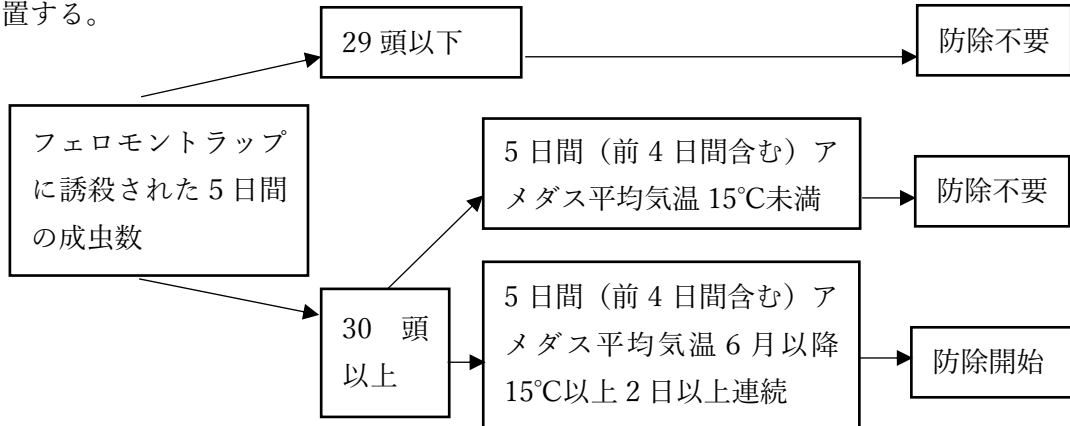 置する。
29 頭以下
防除不要
フェロモントラップ
に誘殺された 5 日間
の成虫数
5 日間（前 4 日間含む）ア
メダス平均気温 15℃未満
防除不要
30 頭
以上
5 日間（前 4 日間含む）ア
メダス平均気温 6 月以降
15℃以上 2 日以上連続
防除開始